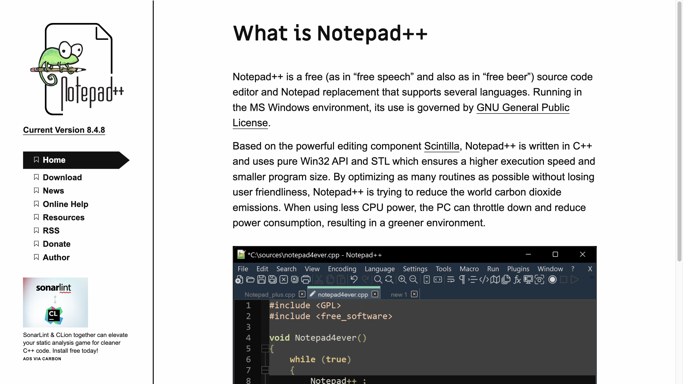 Notepad++
Current Version 8.4.8
Home
Download
News
Online Help
Resources
RSS
Donate
Author
sonarlint
CL
SonarLint & CLion together can elevate
your static analysis game for cleaner
C++ code. Install free today!
ADS VIA CARBON
What is Notepad++
Notepad++ is a free (as in “free speech” and also as in “free beer”) source code
editor and Notepad replacement that supports several languages. Running in
the MS Windows environment, its use is governed by GNU General Public
License.
Based on the powerful editing component Scintilla, Notepad++ is written in C++
and uses pure Win32 API and STL which ensures a higher execution speed and
smaller program size. By optimizing as many routines as possible without losing
user friendliness, Notepad++ is trying to reduce the world carbon dioxide
emissions. When using less CPU power, the PC can throttle down and reduce
power consumption, resulting in a greener environment.
*C:\sources\notepad4ever.cpp - Notepad++
File Edit Search View Encoding Language Settings Tools Macro Run Plugins Window ? X
Notepad_plus.cpp notepad4ever.cpp new 1
1 #include <GPL>
2 #include <free_software>
3
4 void Notepad4ever()
5 {
6 while (true)
7 {
8 Notepad++ ;